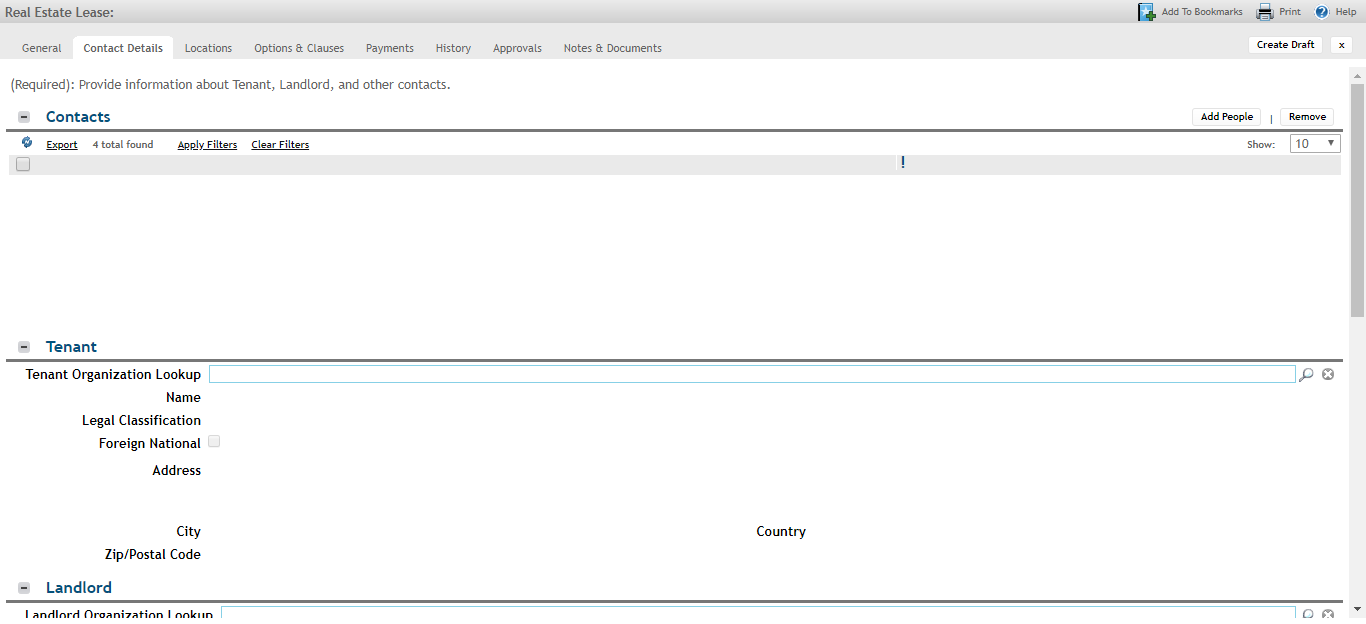 Real Estate Lease:
Add To Bookmarks Print Help
General Contact Details Locations Options & Clauses Payments History Approvals Notes & Documents
Create Draft x
(Required): Provide information about Tenant, Landlord, and other contacts.
Contacts
Add People | Remove
Export 4 total found Apply Filters Clear Filters
Show: 10
!
Tenant
Tenant Organization Lookup
Name
Legal Classification
Foreign National
Address
City Country
Zip/Postal Code
Landlord
Landlord Organization Lookup